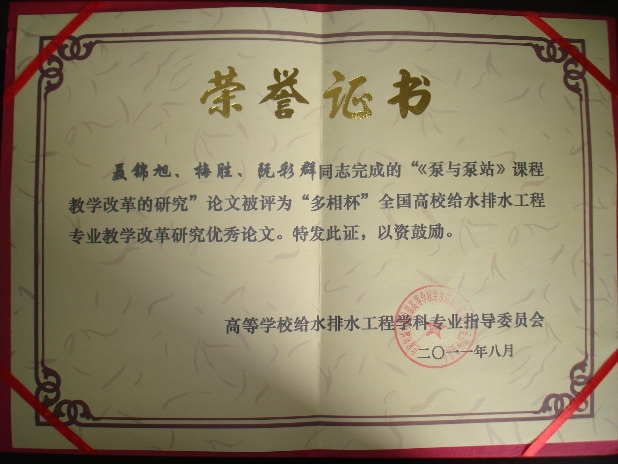 荣誉证书
聂锦旭、梅胜、阮彩群同志完成的“《泵与泵站》课程
教学改革的研究”论文被评为“多相杯”全国高校给水排水工程
专业教学改革研究优秀论文。特发此证，以资鼓励。
高等学校给水排水工程学科专业指导委员会
二〇一一年八月